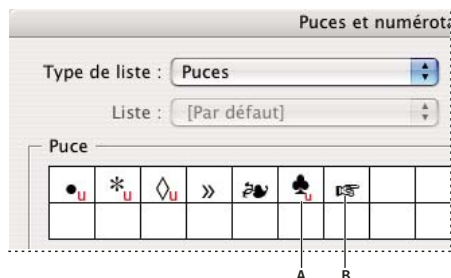 Puces et numérota
Type de liste : Puces
Liste : [Par défaut]
Puce
•u *u ◊u » ❧ ♣u ☞
A B